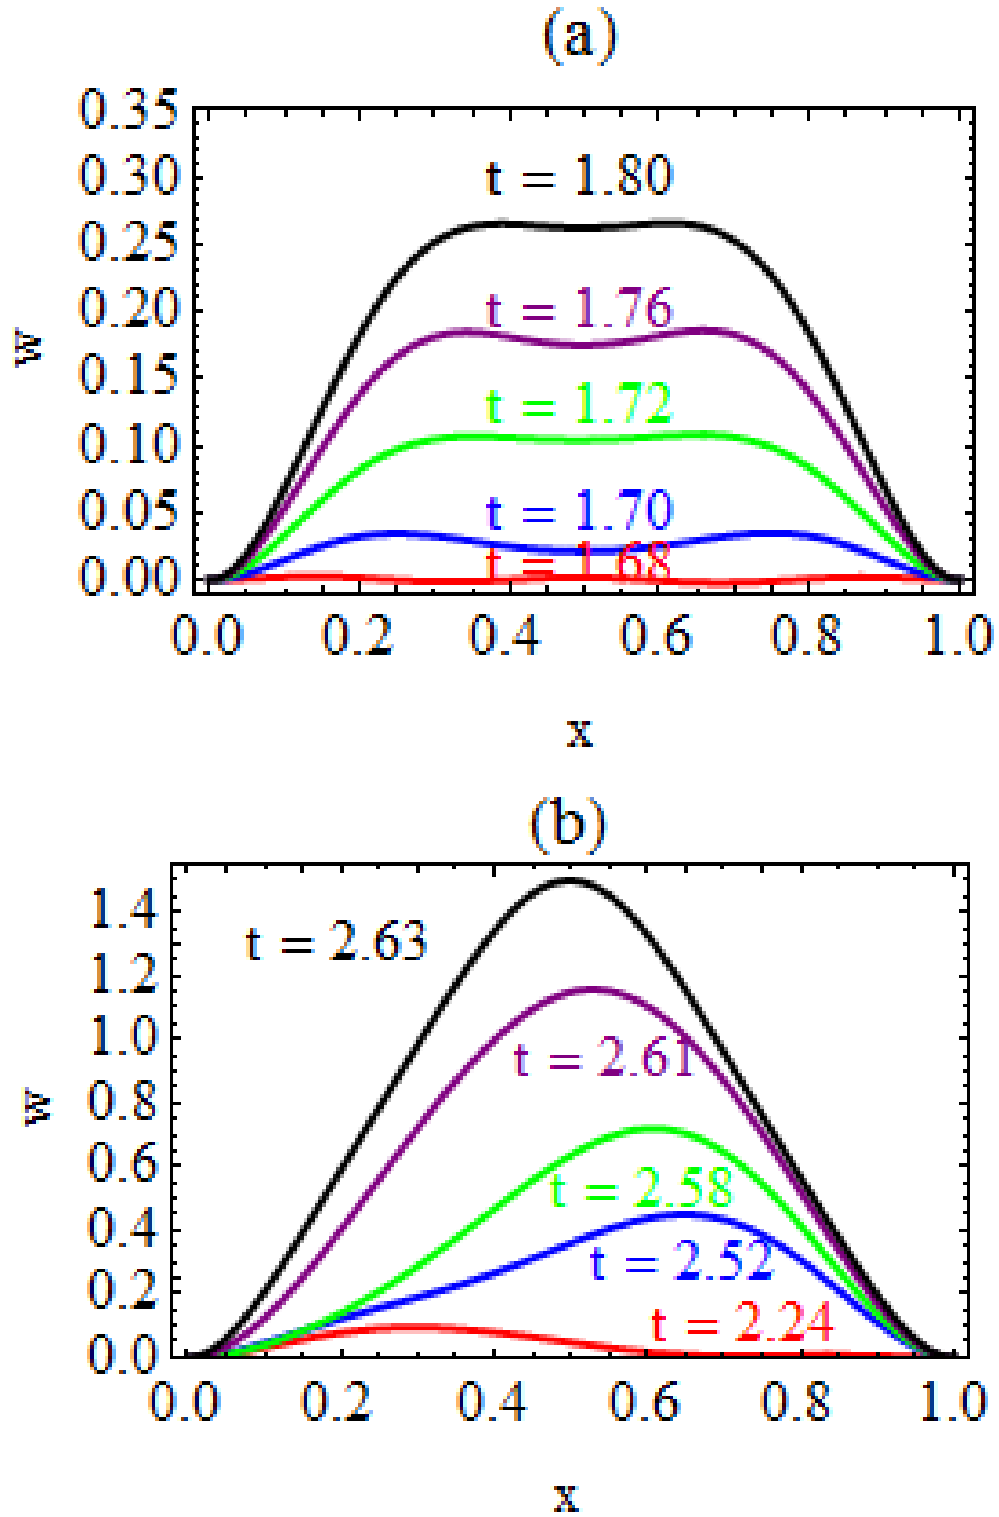 (a)
0.35
0.30
0.25
0.20
0.15
0.10
0.05
0.00
w
t = 1.80
t = 1.76
t = 1.72
t = 1.70
t = 1.68
0.0 0.2 0.4 0.6 0.8 1.0
x
(b)
1.4
1.2
1.0
0.8
0.6
0.4
0.2
0.0
w
t = 2.63
t = 2.61
t = 2.58
t = 2.52
t = 2.24
0.0 0.2 0.4 0.6 0.8 1.0
x